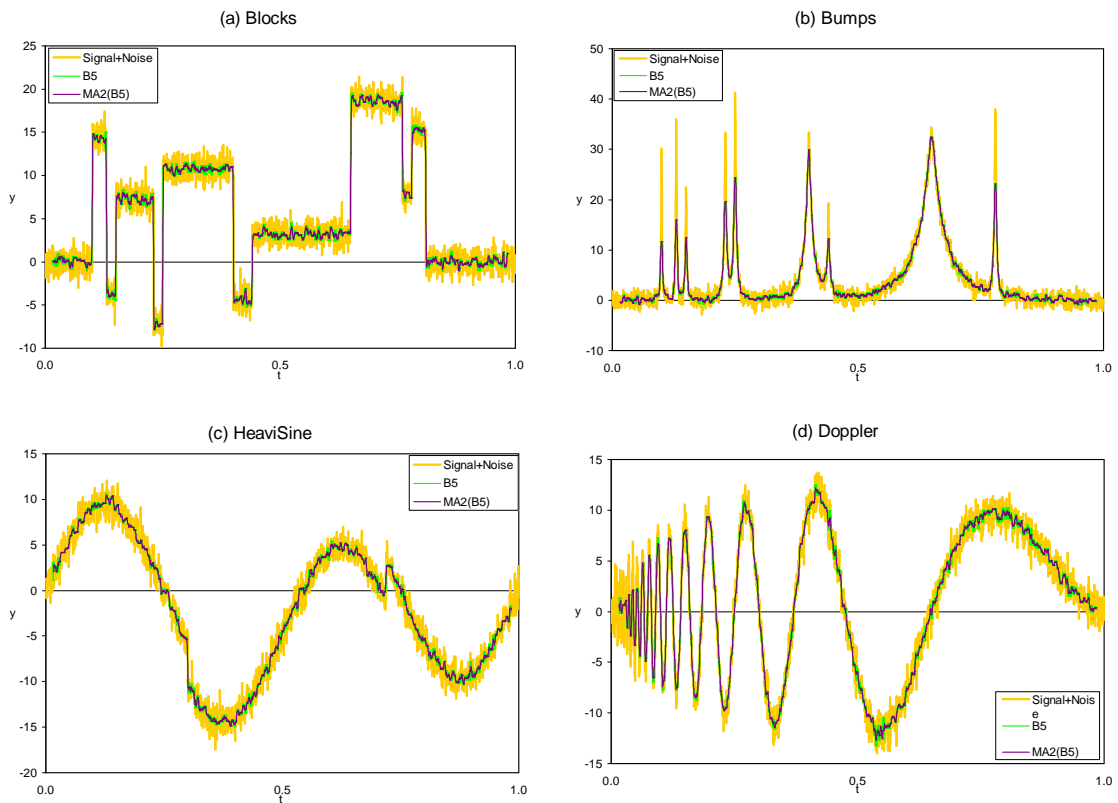 (a) Blocks
Signal+Noise
B5
MA2(B5)
25
20
15
10
5
0
-5
-10
y
0.0
0.5
1.0
t
(b) Bumps
Signal+Noise
B5
MA2(B5)
50
40
30
20
10
0
-10
y
0.0
0.5
1.0
t
(c) HeaviSine
Signal+Noise
B5
MA2(B5)
15
10
5
0
-5
-10
-15
-20
y
0.0
0.5
1.0
t
(d) Doppler
Signal+Nois
e
B5
MA2(B5)
15
10
5
0
-5
-10
-15
y
0.0
0.5
1.0
t